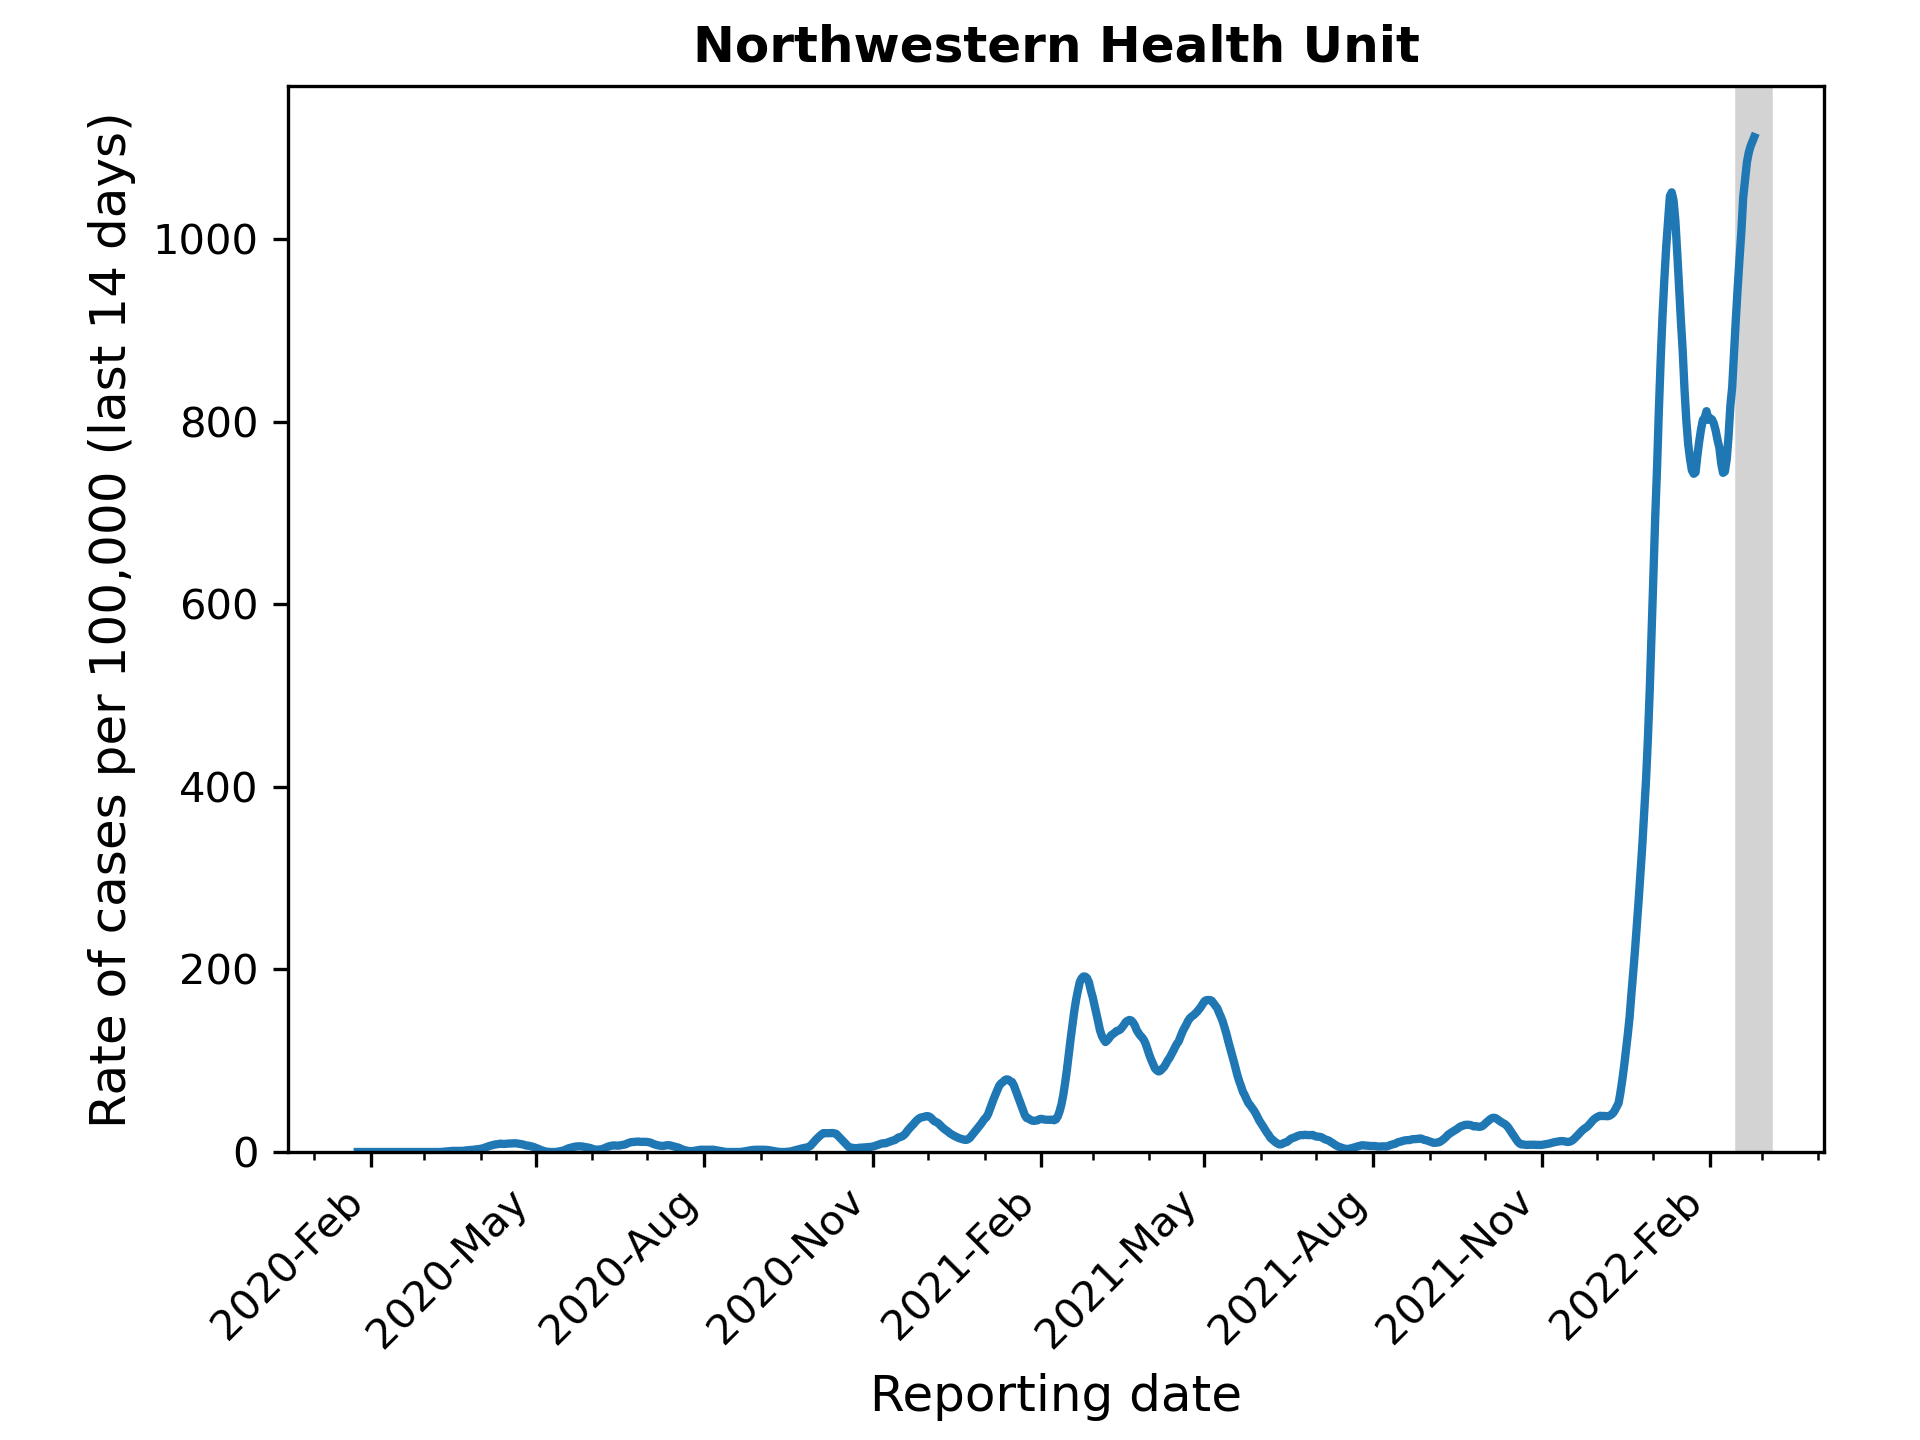 Northwestern Health Unit
Rate of cases per 100,000 (last 14 days)
1000
800
600
400
200
0
2020-Feb
2020-May
2020-Aug
2020-Nov
2021-Feb
2021-May
2021-Aug
2021-Nov
2022-Feb
Reporting date